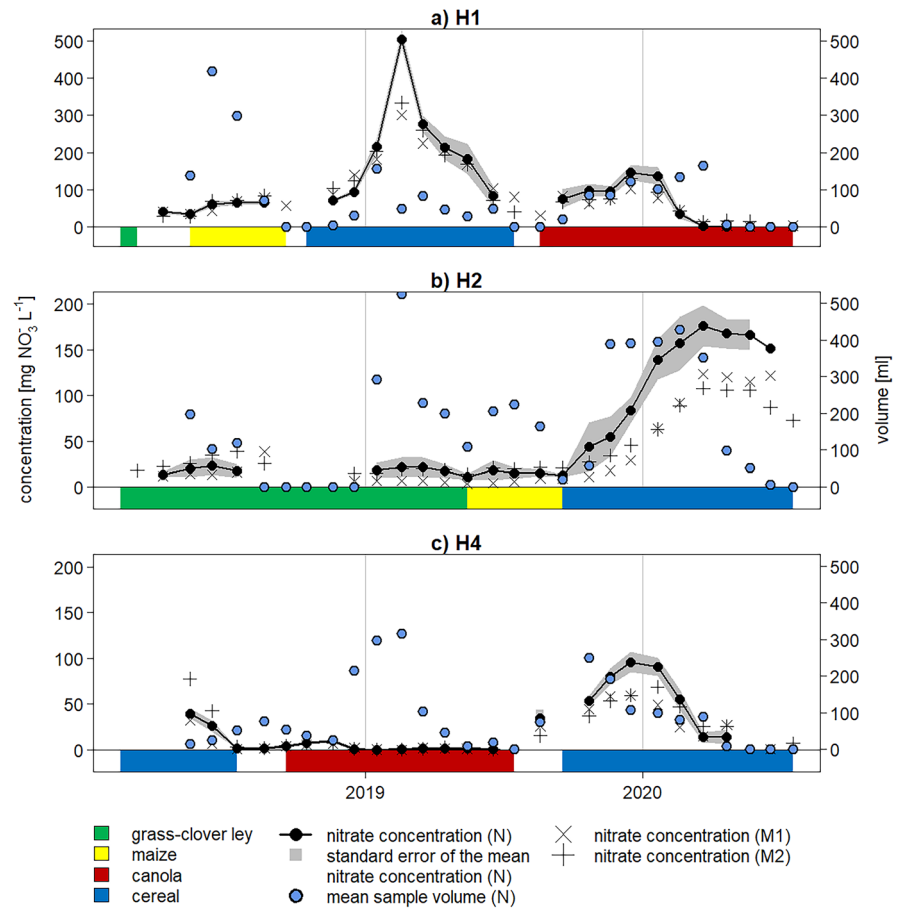 a) H1
500
400
300
200
100
0
500
400
300
200
100
0
b) H2
200
150
100
50
0
500
400
300
200
100
0
concentration [mg NO3- L-1]
volume [ml]
c) H4
200
150
100
50
0
500
400
300
200
100
0
2019 2020
grass-clover ley
maize
canola
cereal
nitrate concentration (N)
standard error of the mean
nitrate concentration (N)
mean sample volume (N)
nitrate concentration (M1)
nitrate concentration (M2)